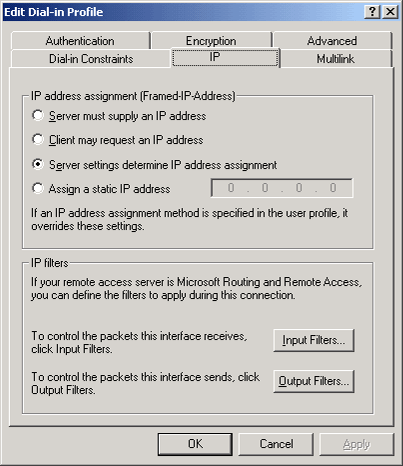 Edit Dial-in Profile
Authentication
Encryption
Advanced
Dial-in Constraints
IP
Multilink
IP address assignment (Framed-IP-Address)
Server must supply an IP address
Client may request an IP address
Server settings determine IP address assignment
Assign a static IP address
0 . 0 . 0 . 0
If an IP address assignment method is specified in the user profile, it
overrides these settings.
IP filters
If your remote access server is Microsoft Routing and Remote Access,
you can define the filters to apply during this connection.
To control the packets this interface receives,
click Input Filters.
Input Filters...
To control the packets this interface sends, click
Output Filters.
Output Filters...
OK
Cancel
Apply